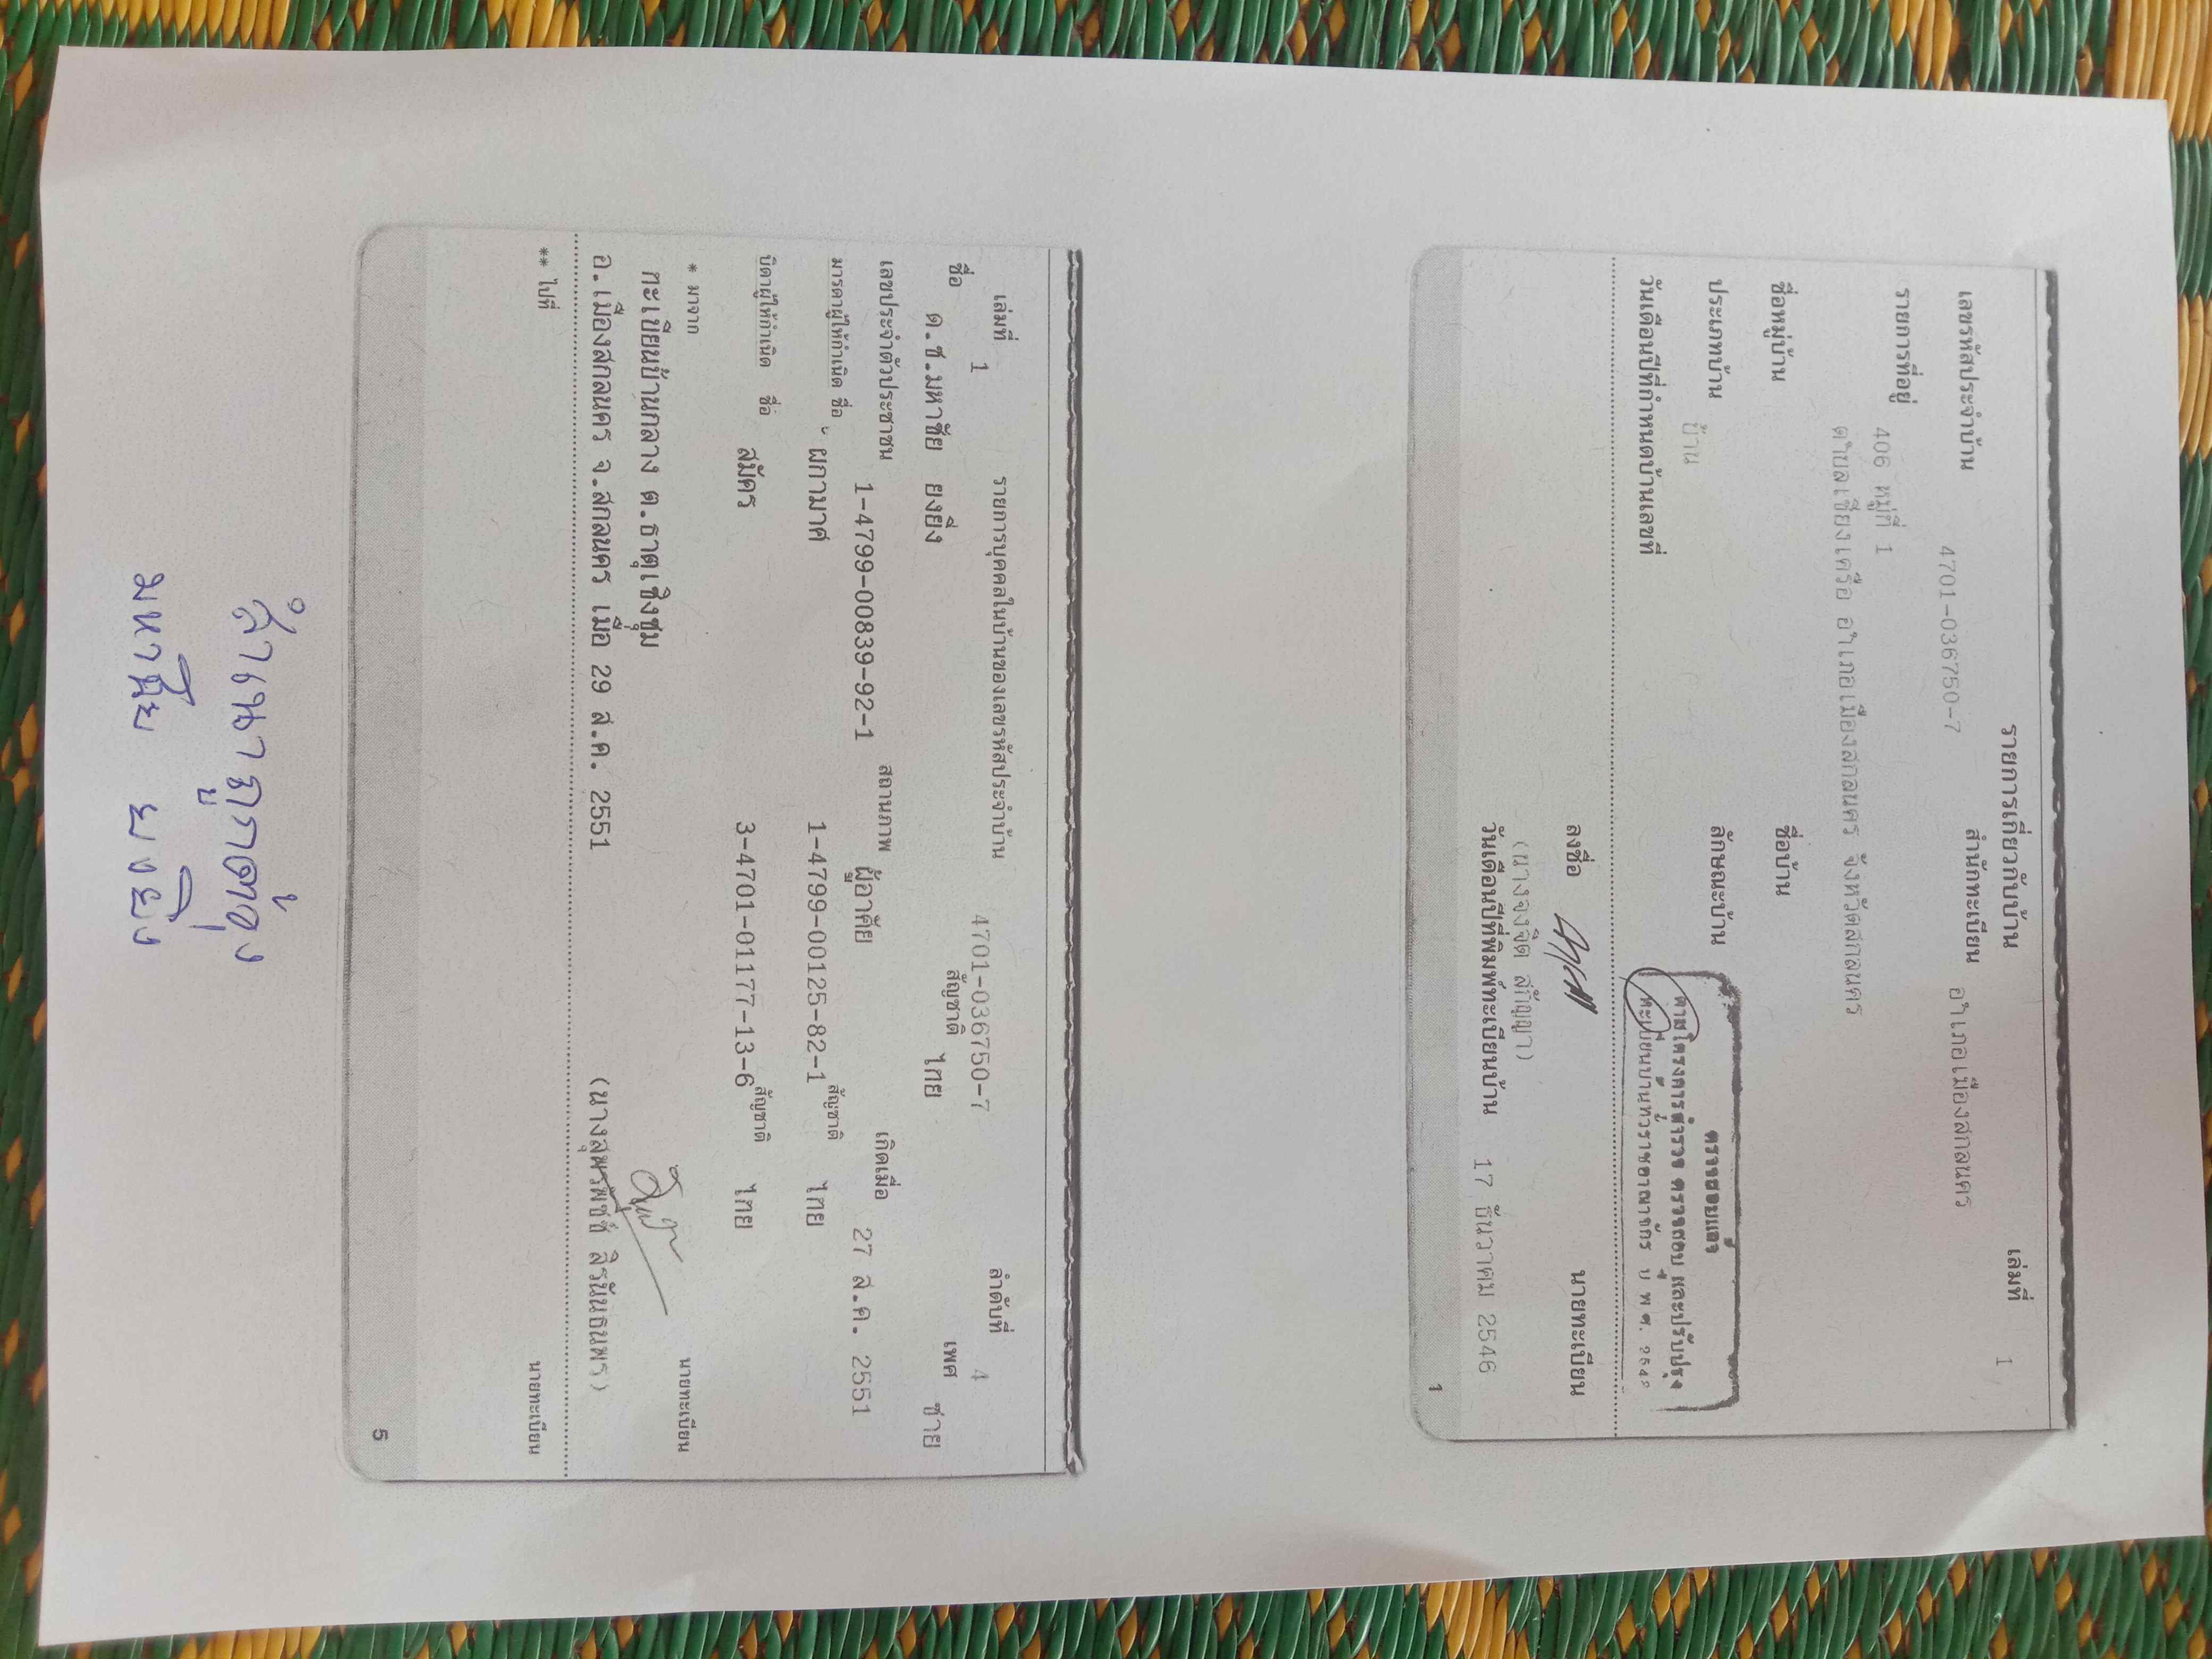 รายการเกี่ยวกับบ้าน เล่มที่ 1
เลขรหัสประจำบ้าน 4701-036750-7 สำนักทะเบียน อำเภอเมืองสกลนคร
รายการที่อยู่ 406 หมู่ที่ 1
ตำบลเชียงเครือ อำเภอเมืองสกลนคร จังหวัดสกลนคร
ชื่อหมู่บ้าน ชื่อบ้าน
ประเภทบ้าน บ้าน ลักษณะบ้าน
วันเดือนปีที่กำหนดบ้านเลขที่
ตรวจสอบแล้ว
ตามโครงการสำรวจ ตรวจสอบ และปรับปรุง
ทะเบียนบ้านทั่วราชอาณาจักร ปี พ.ศ.
ลงชื่อ นายทะเบียน
(นางจงจิต สกัญญา)
วันเดือนปีที่พิมพ์ทะเบียนบ้าน 17 ธันวาคม 2546
1
เล่มที่ 1 รายการบุคคลในบ้านของเลขรหัสประจำบ้าน 4701-036750-7 ลำดับที่ 4
ชื่อ ด.ช.มหาชัย ยงยิ่ง สัญชาติ ไทย เพศ ชาย
เลขประจำตัวประชาชน 1-4799-00839-92-1 สถานภาพ ผู้อาศัย เกิดเมื่อ 27 ส.ค. 2551
มารดาผู้ให้กำเนิด ชื่อ ผกามาศ 1-4799-00125-82-1 สัญชาติ ไทย
บิดาผู้ให้กำเนิด ชื่อ สมัคร 3-4701-01177-13-6 สัญชาติ ไทย
* มาจาก นายทะเบียน
ทะเบียนบ้านกลาง ต.ธาตุเชิงชุม
อ.เมืองสกลนคร จ.สกลนคร เมื่อ 29 ส.ค. 2551 สิรนันธนพร)
** ไปที่ นายทะเบียน
5
สำเนาถูกต้อง
มหาชัย ยงยิ่ง